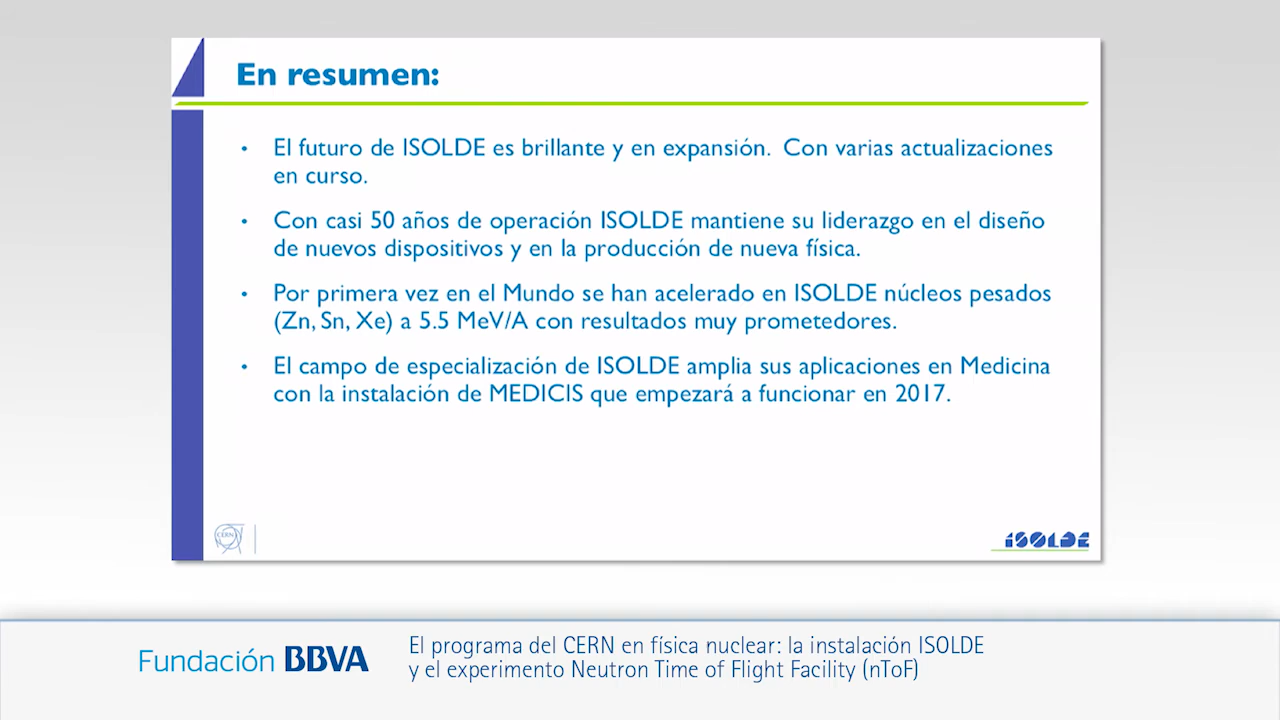 En resumen:
• El futuro de ISOLDE es brillante y en expansión. Con varias actualizaciones
en curso.
• Con casi 50 años de operación ISOLDE mantiene su liderazgo en el diseño
de nuevos dispositivos y en la producción de nueva física.
• Por primera vez en el Mundo se han acelerado en ISOLDE núcleos pesados
(Zn, Sn, Xe) a 5.5 MeV/A con resultados muy prometedores.
• El campo de especialización de ISOLDE amplia sus aplicaciones en Medicina
con la instalación de MEDICIS que empezará a funcionar en 2017.
CERN
ISOLDE
Fundación BBVA
El programa del CERN en física nuclear: la instalación ISOLDE
y el experimento Neutron Time of Flight Facility (nToF)